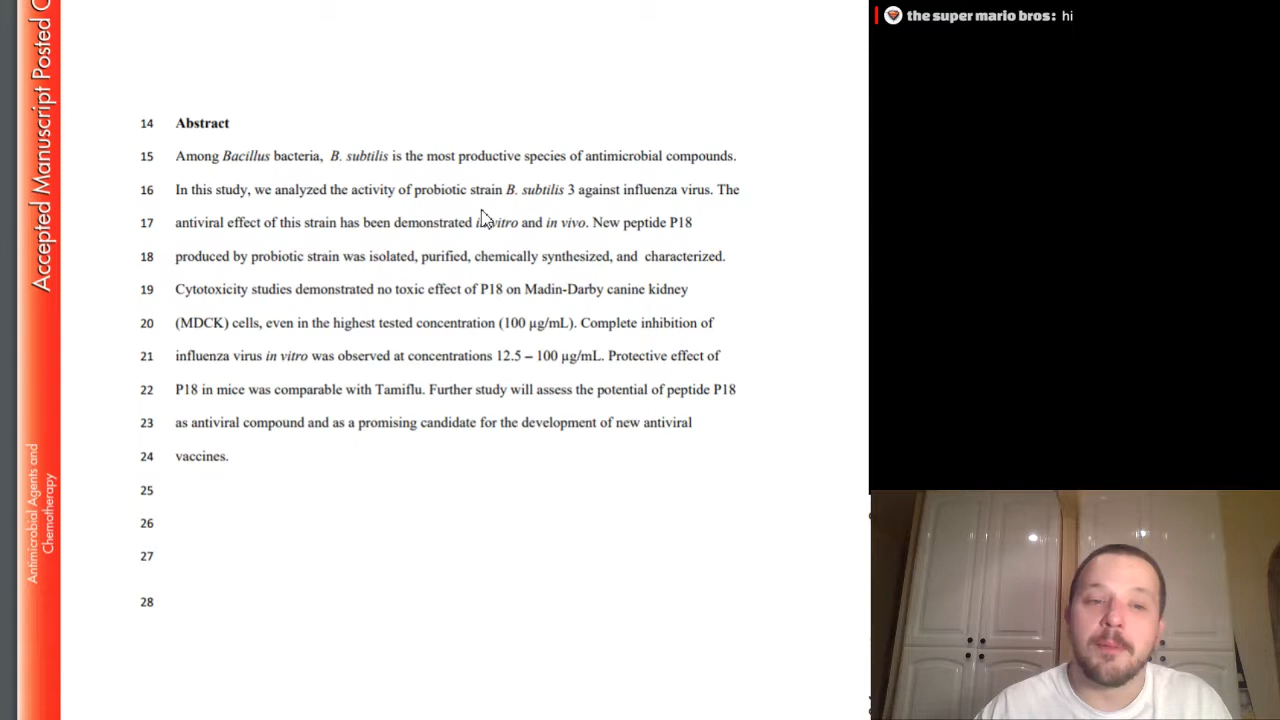 Accepted Manuscript Posted
Antimicrobial Agents and
Chemotherapy
14 Abstract
15 Among Bacillus bacteria, B. subtilis is the most productive species of antimicrobial compounds.
16 In this study, we analyzed the activity of probiotic strain B. subtilis 3 against influenza virus. The
17 antiviral effect of this strain has been demonstrated in vitro and in vivo. New peptide P18
18 produced by probiotic strain was isolated, purified, chemically synthesized, and characterized.
19 Cytotoxicity studies demonstrated no toxic effect of P18 on Madin-Darby canine kidney
20 (MDCK) cells, even in the highest tested concentration (100 µg/mL). Complete inhibition of
21 influenza virus in vitro was observed at concentrations 12.5 – 100 µg/mL. Protective effect of
22 P18 in mice was comparable with Tamiflu. Further study will assess the potential of peptide P18
23 as antiviral compound and as a promising candidate for the development of new antiviral
24 vaccines.
25
26
27
28
the super mario bros: hi